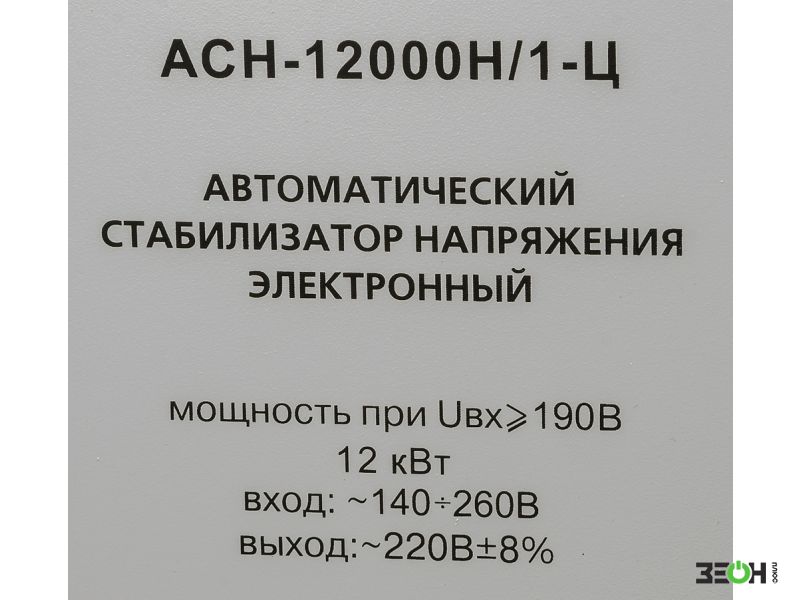 АСН-12000Н/1-Ц
АВТОМАТИЧЕСКИЙ
СТАБИЛИЗАТОР НАПРЯЖЕНИЯ
ЭЛЕКТРОННЫЙ
мощность при Uвх⩾190В
12 кВт
вход: ~140÷260В
выход:~220В±8%
ЗЕОН плюс